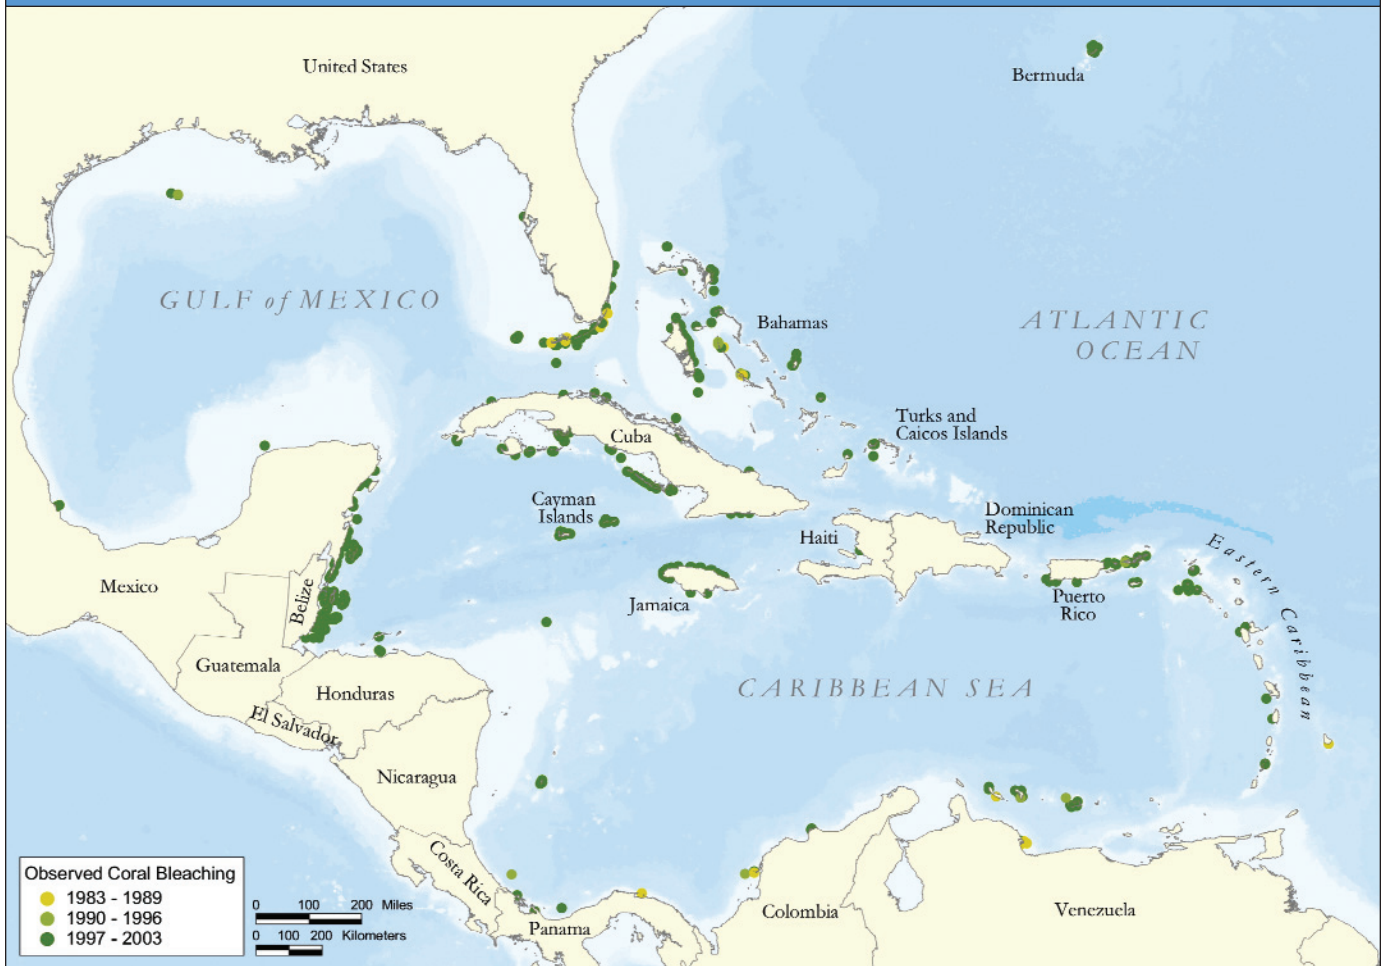 United States
Bermuda
GULF of MEXICO
ATLANTIC
OCEAN
Bahamas
Turks and
Caicos Islands
Cuba
Cayman
Islands
Dominican
Republic
Haiti
Eastern Caribbean
Mexico
Belize
Jamaica
Puerto
Rico
Guatemala
Honduras
CARIBBEAN SEA
El Salvador
Nicaragua
Costa Rica
Panama
Colombia
Venezuela
Observed Coral Bleaching
1983 - 1989
1990 - 1996
1997 - 2003
0 100 200 Miles
0 100 200 Kilometers